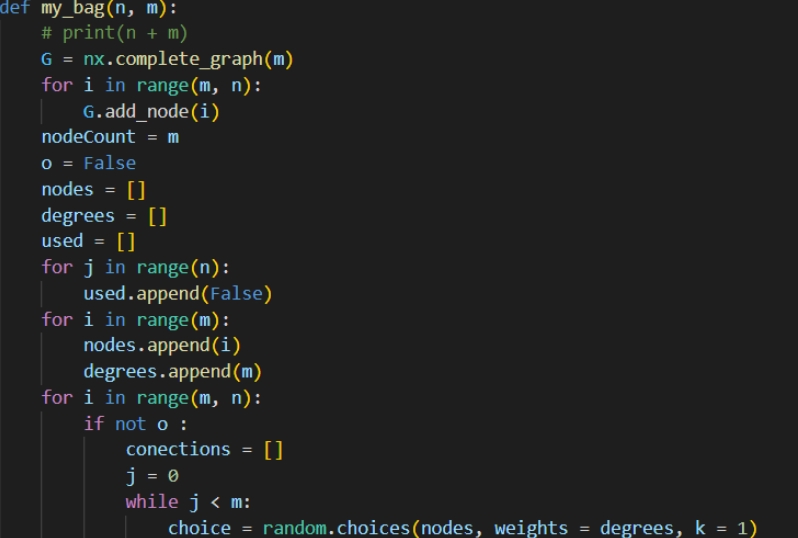 def my_bag(n, m):
    # print(n + m)
    G = nx.complete_graph(m)
    for i in range(m, n):
        G.add_node(i)
    nodeCount = m
    o = False
    nodes = []
    degrees = []
    used = []
    for j in range(n):
        used.append(False)
    for i in range(m):
        nodes.append(i)
        degrees.append(m)
    for i in range(m, n):
        if not o :
            conections = []
            j = 0
            while j < m:
                choice = random.choices(nodes, weights = degrees, k = 1)